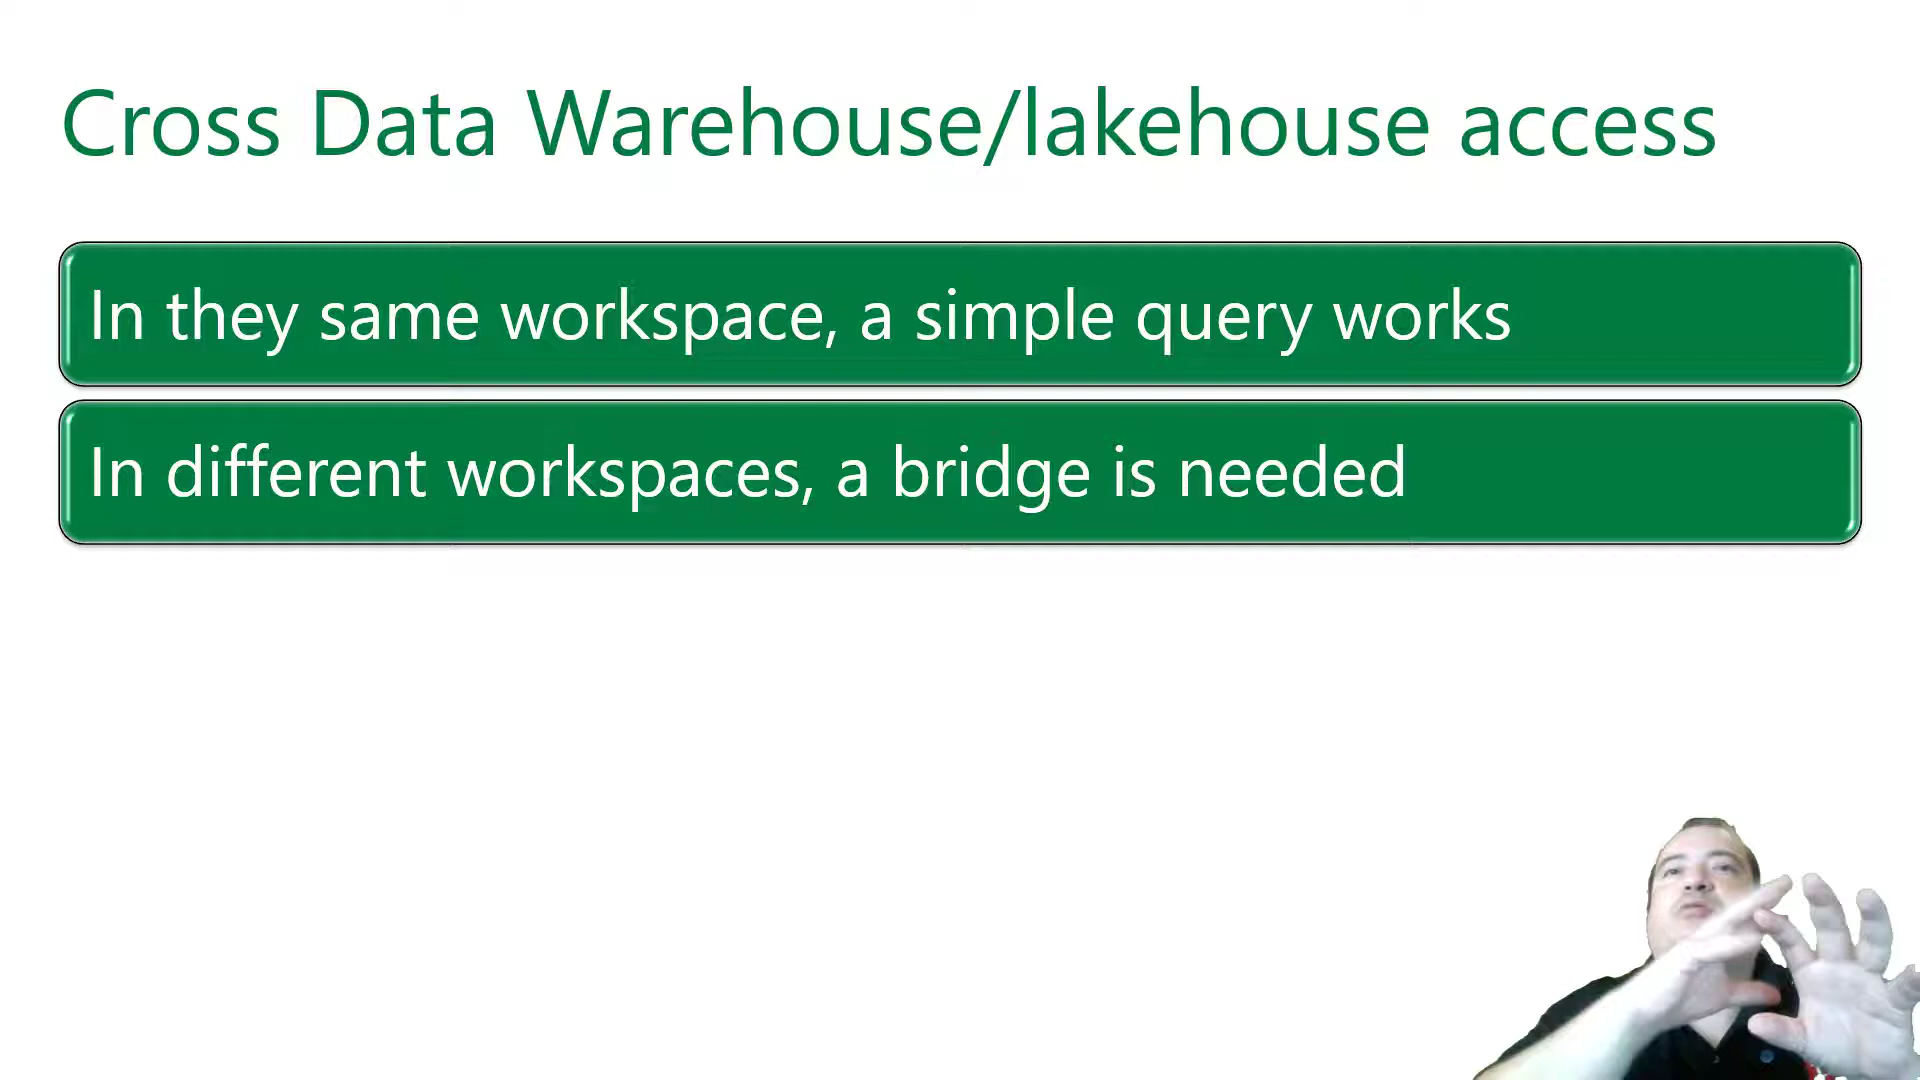 Cross Data Warehouse/lakehouse access
In they same workspace, a simple query works
In different workspaces, a bridge is needed